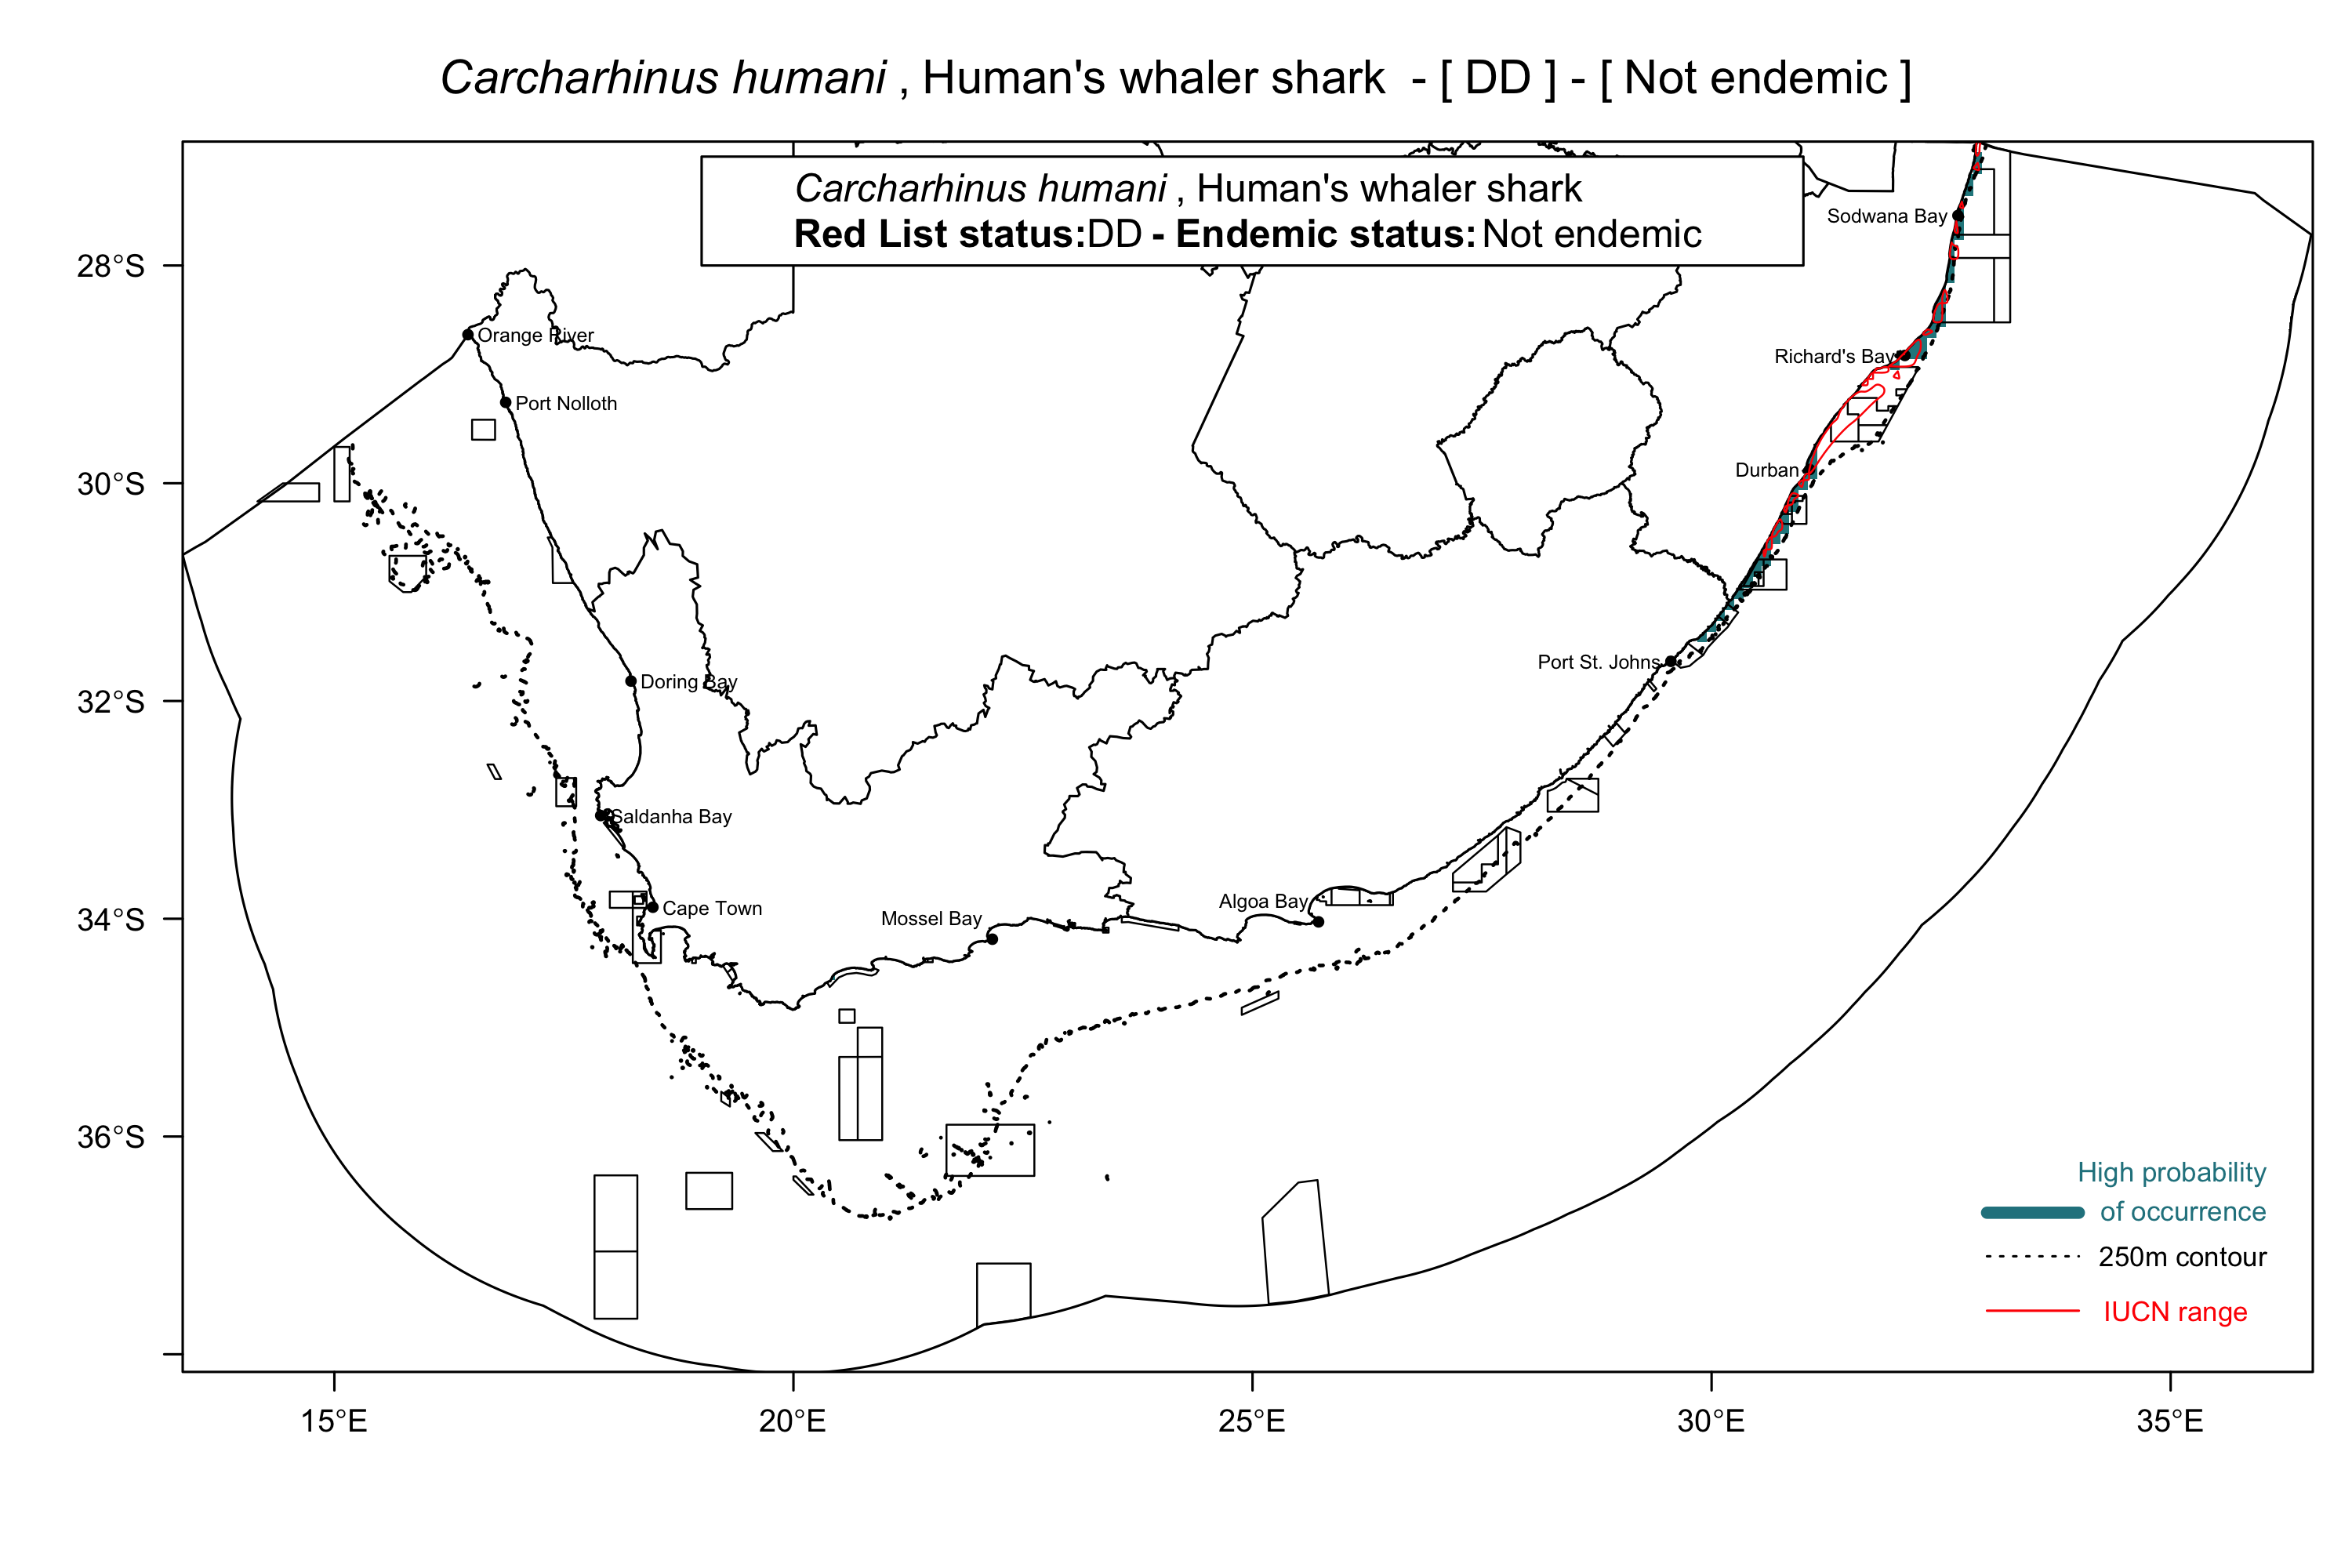 Carcharhinus humani , Human's whaler shark - [ DD ] - [ Not endemic ]
Carcharhinus humani , Human's whaler shark
Red List status:DD - Endemic status: Not endemic
Sodwana Bay
28°S
Orange River
Richard's Bay
Port Nolloth
Durban
30°S
Port St. Johns
Doring Bay
32°S
Saldanha Bay
Algoa Bay
Cape Town
Mossel Bay
34°S
36°S
High probability
of occurrence
250m contour
IUCN range
15°E
20°E
25°E
30°E
35°E